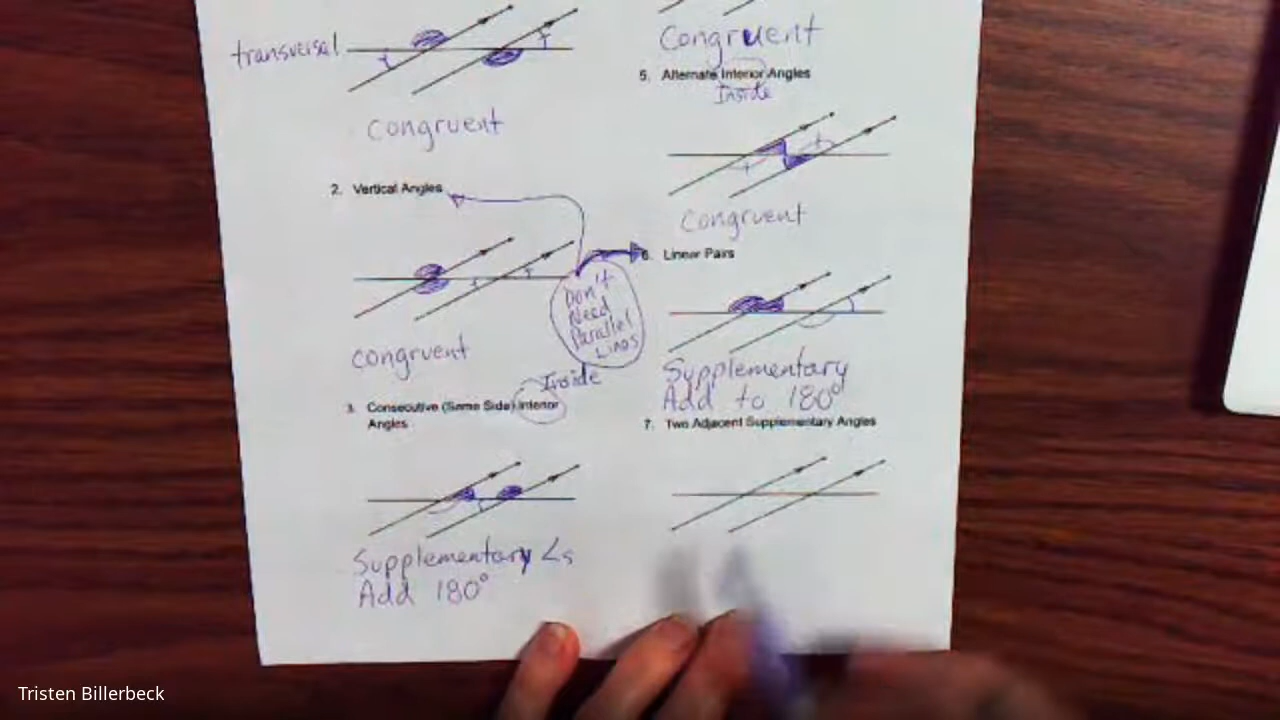 transversal
congruent
2. Vertical Angles
congruent
Don't
Need
Parallel
Lines
Inside
3. Consecutive (Same Side) Interior
Angles
Supplementary ∠s
Add 180°
Congruent
5. Alternate Interior Angles
Inside
Congruent
6. Linear Pairs
Supplementary
Add to 180°
7. Two Adjacent Supplementary Angles
Tristen Billerbeck